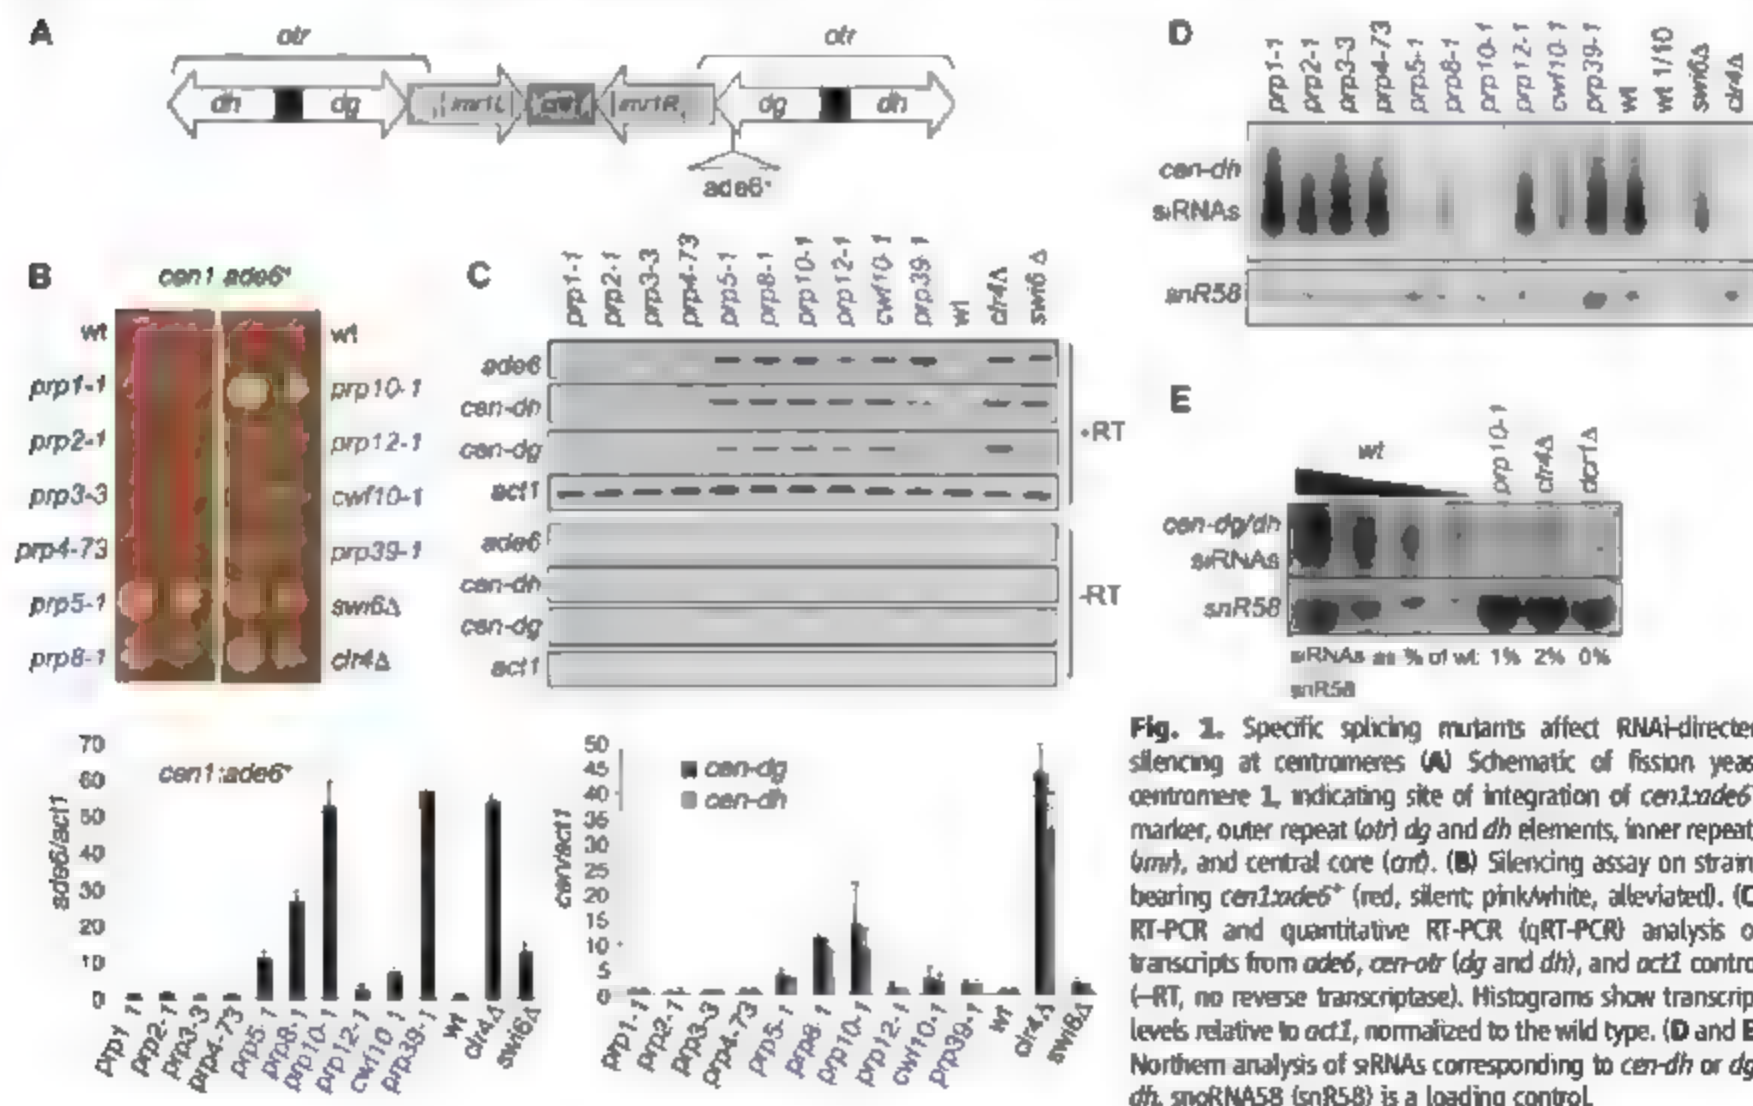 A
otr
otr
dh
dg
imr1L
cnt1
imr1R
dg
dh
ade6+
B
cen1 ade6+
wt
prp1-1
prp2-1
prp3-3
prp4-73
prp5-1
prp8-1
wt
prp10-1
prp12-1
cwf10-1
prp39-1
swi6Δ
clr4Δ
C
prp1-1
prp2-1
prp3-3
prp4-73
prp5-1
prp8-1
prp10-1
prp12-1
cwf10-1
prp39-1
wt
clr4Δ
swi6Δ
ade6
cen-dh
cen-dg
act1
+RT
ade6
cen-dh
cen-dg
act1
-RT
D
prp1-1
prp2-1
prp3-3
prp4-73
prp5-1
prp8-1
prp10-1
prp12-1
cwf10-1
prp39-1
wt
wt 1/10
swi6Δ
clr4Δ
cen-dh
siRNAs
snR58
E
wt
prp10-1
clr4Δ
dcr1Δ
cen-dg/dh
siRNAs
snR58
siRNAs as % of wt: 1% 2% 0%
snR58
cen1:ade6+
ade6/act1
70
60
50
40
30
20
10
0
prp1 1
prp2-1
prp3-3
prp4-73
prp5-1
prp8-1
prp10-1
prp12-1
cwf10 1
prp39-1
wt
clr4Δ
swi6Δ
cen-dg
cen-dh
cen/act1
50
45
40
35
30
25
20
15
10
5
0
prp1-1
prp2-1
prp3-3
prp4-73
prp5-1
prp8 1
prp10-1
prp12-1
cwf10-1
prp39-1
wt
clr4Δ
swi6Δ
Fig. 1. Specific splicing mutants affect RNAi-directe
silencing at centromeres (A) Schematic of fission yeas
centromere 1, indicating site of integration of cen1:ade6+
marker, outer repeat (otr) dg and dh elements, inner repeat
(imr), and central core (cnt). (B) Silencing assay on strain
bearing cen1:ade6+ (red, silent; pink/white, alleviated). (C
RT-PCR and quantitative RT-PCR (qRT-PCR) analysis o
transcripts from ade6, cen-otr (dg and dh), and act1 contro
(–RT, no reverse transcriptase). Histograms show transcrip
levels relative to act1, normalized to the wild type. (D and E
Northern analysis of siRNAs corresponding to cen-dh or dg
dh. snoRNA58 (snR58) is a loading control.